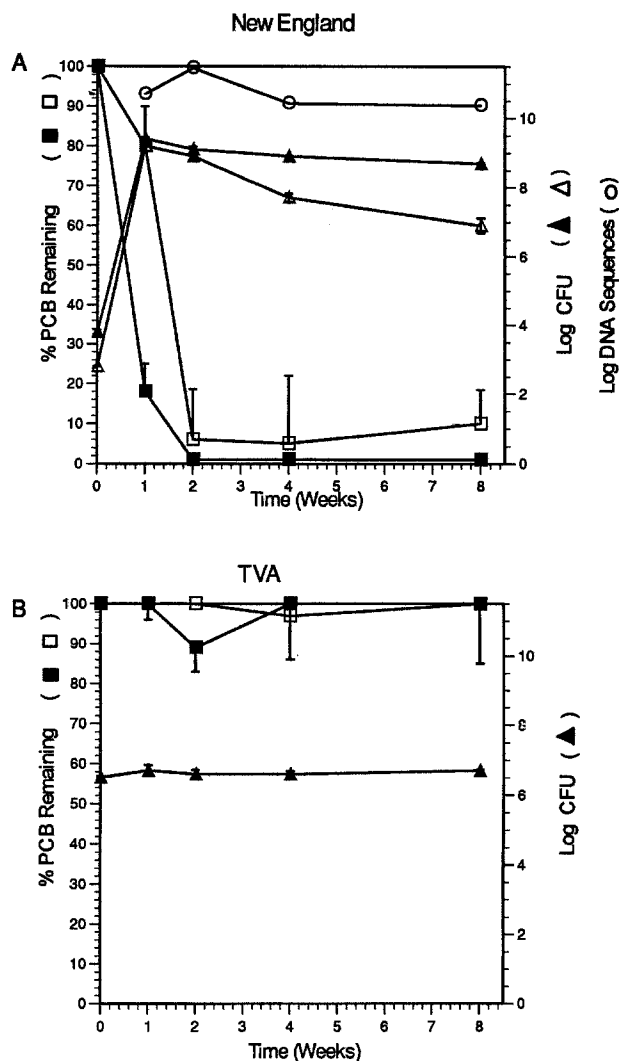 New England
A
% PCB Remaining ( ■ □ )
100
90
80
70
60
50
40
30
20
10
0
0 1 2 3 4 5 6 7 8
Time (Weeks)
10
8
6
4
2
0
Log CFU ( ▲ △ )
Log DNA Sequences ( O )
TVA
B
% PCB Remaining ( ■ □ )
100
90
80
70
60
50
40
30
20
10
0
0 1 2 3 4 5 6 7 8
Time (Weeks)
10
8
6
4
2
0
Log CFU ( ▲ )